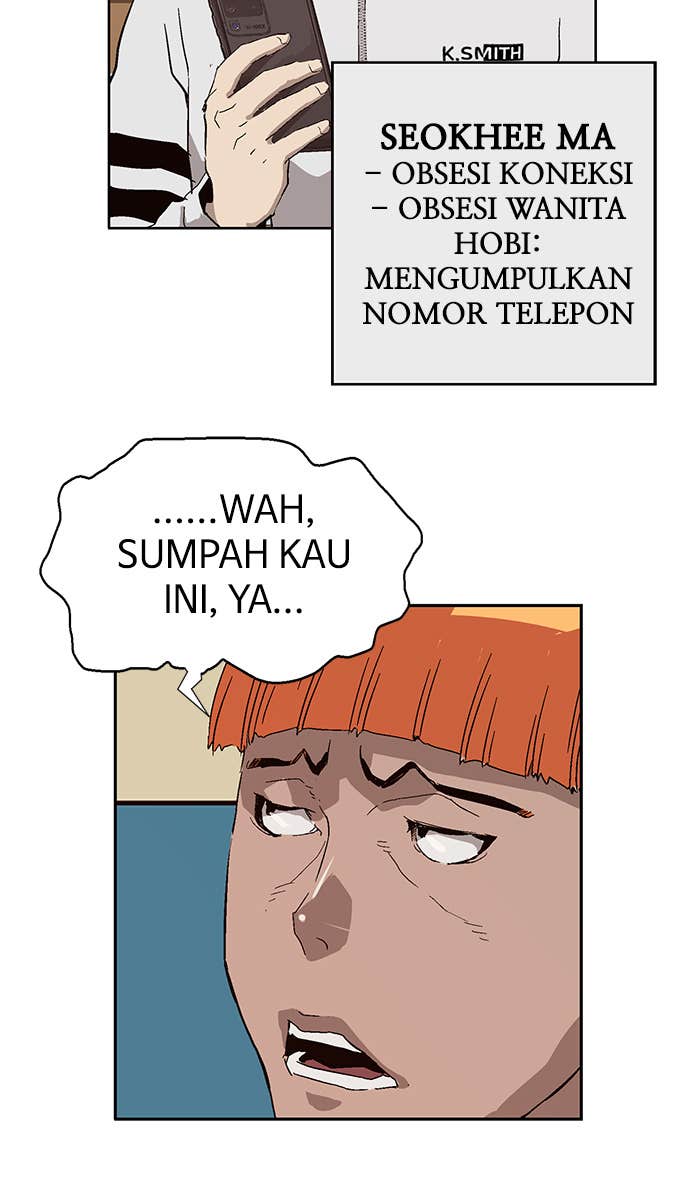 K.SMITH
SEOKHEE MA
– OBSESI KONEKSI
– OBSESI WANITA
HOBI:
MENGUMPULKAN
NOMOR TELEPON
......WAH,
SUMPAH KAU
INI, YA...